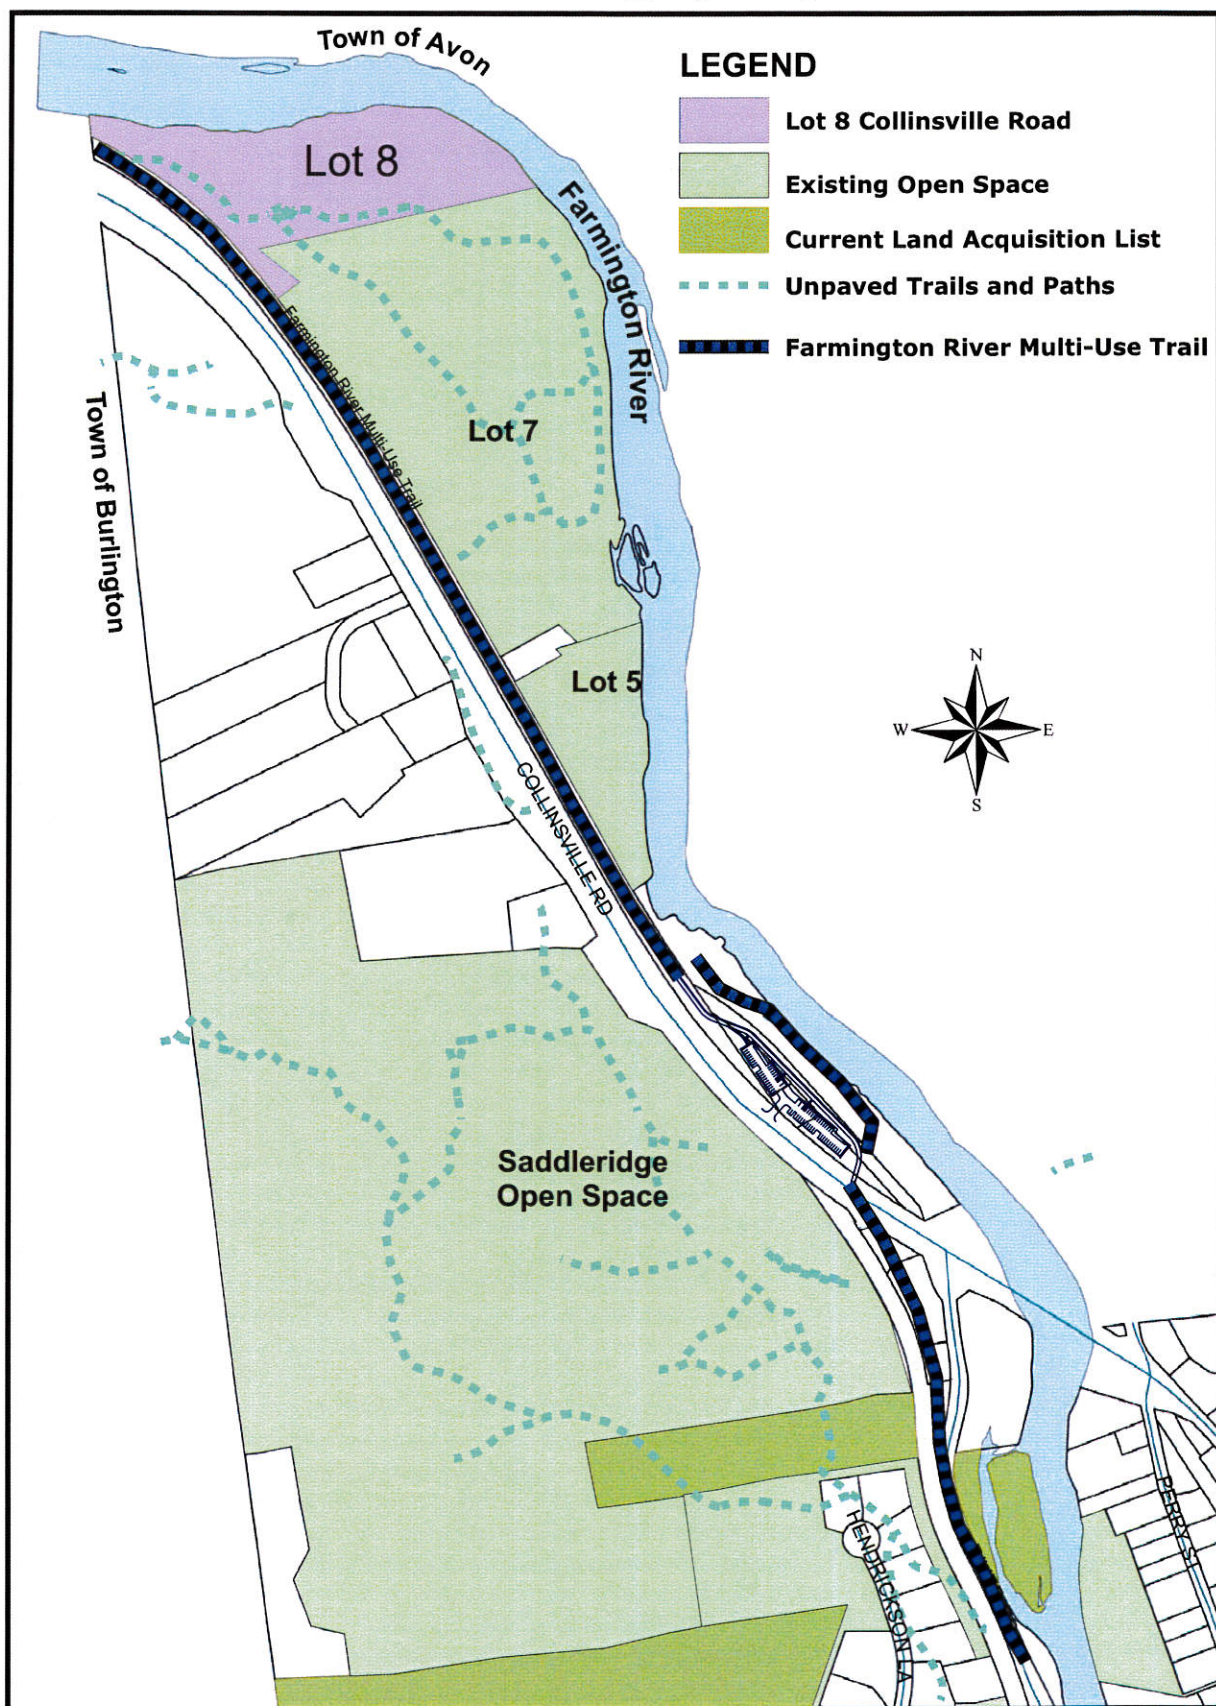 Town of Avon
LEGEND
Lot 8 Collinsville Road
Existing Open Space
Current Land Acquisition List
Unpaved Trails and Paths
Farmington River Multi-Use Trail
Lot 8
Farmington River
Farmington River Multi-Use Trail
Lot 7
Town of Burlington
Lot 5
N
W
E
S
COLLINSVILLE RD
Saddleridge
Open Space
HENDRICKSON LA
PERRY ST